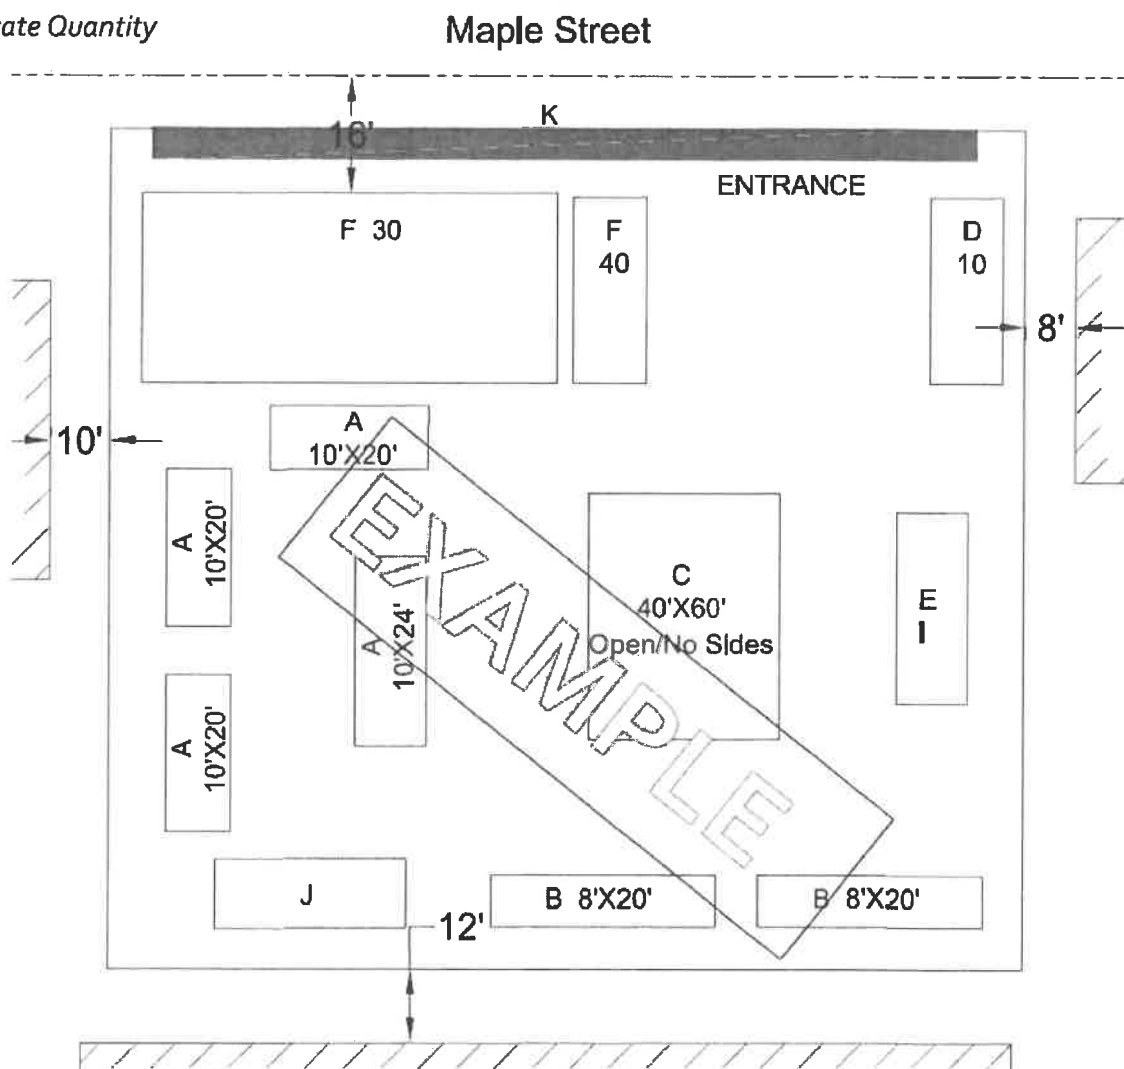 ate Quantity
Maple Street
K
16'
ENTRANCE
F 30
F
40
D
10
8'
10'
A
10'X20'
A
10'X20'
A
10'X24'
C
40'X60'
Open/No Sides
E
I
A
10'X20'
EXAMPLE
J
12'
B 8'X20'
B 8'X20'